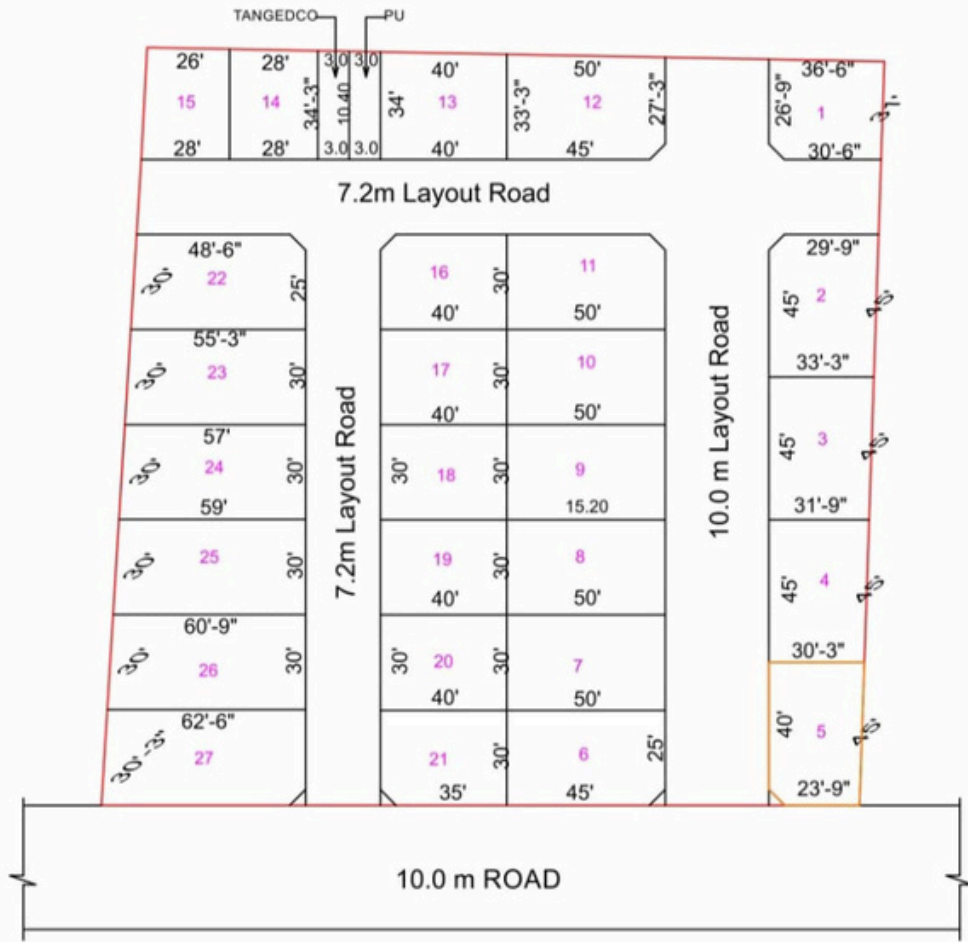 TANGEDCO PU
26' 28' 3.0 3.0 40' 50' 36'-6"
15 14 34'-3" 10.40 34' 13 33'-3" 12 27'-3" 26'-9" 1 31'
28' 28' 3.0 3.0 40' 45' 30'-6"
7.2m Layout Road
48'-6" 29'-9"
30' 22 25' 16 30' 11 45' 2 45'
40' 50' 33'-3"
55'-3"
30' 23 30' 17 30' 10
40' 50'
57' 45' 3 45'
30' 24 30' 30' 18 30' 9
59' 15.20 31'-9"
7.2m Layout Road
10.0 m Layout Road
30' 25 30' 19 30' 8 45' 4 45'
40' 50'
60'-9" 30'-3"
30' 26 30' 30' 20 30' 7
40' 50'
62'-6" 40' 5 45'
30'-3" 27 21 30' 6 25'
35' 45' 23'-9"
10.0 m ROAD